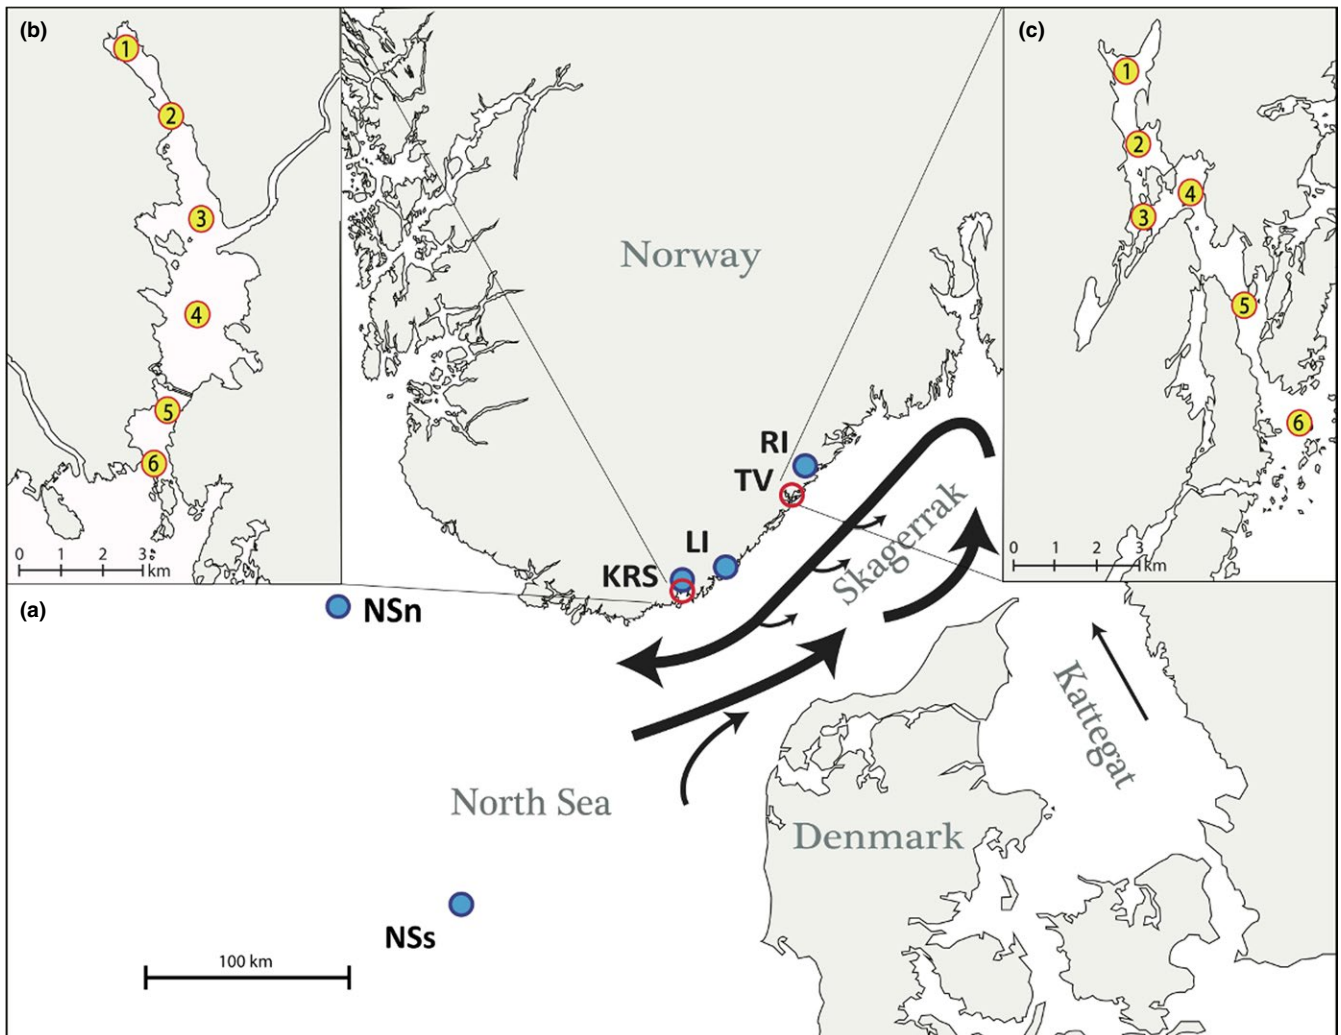 (b)
1
2
3
4
5
6
0 1 2 3 km
(c)
1
2
3
4
5
6
0 1 2 3 km
(a)
Norway
RI
TV
LI
KRS
Skagerrak
NSn
Kattegat
North Sea
Denmark
NSs
100 km